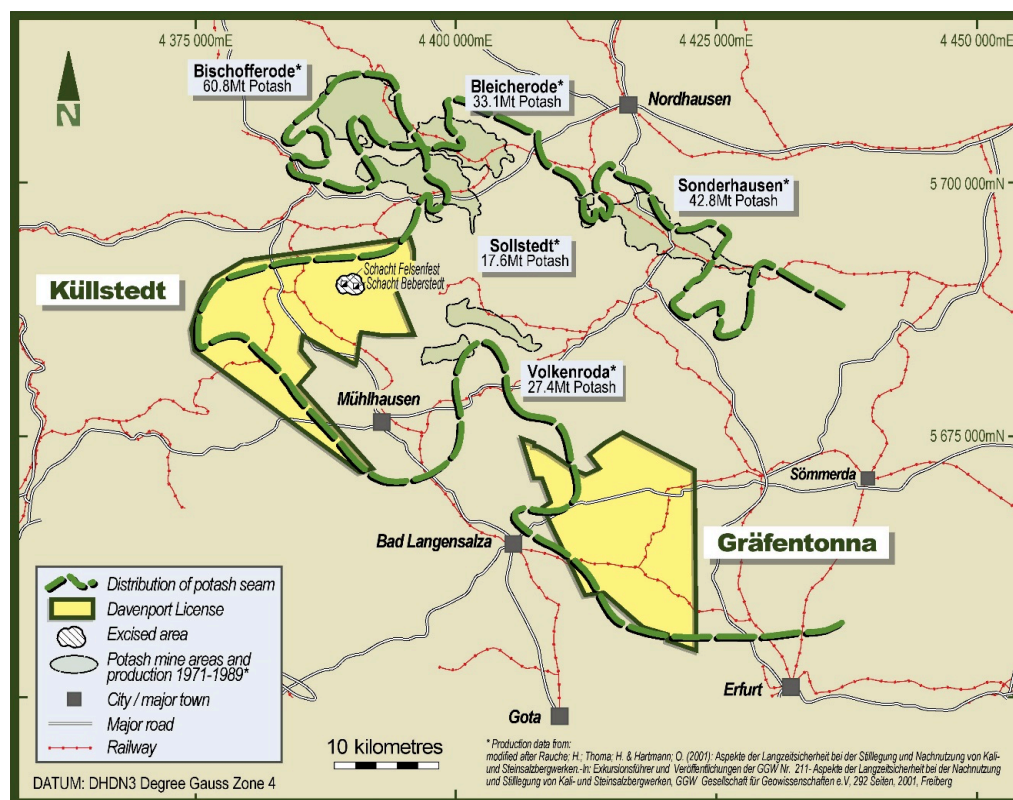 4 375 000mE
4 400 000mE
4 425 000mE
4 450 000mE
N
Bischofferode*
60.8Mt Potash
Bleicherode*
33.1Mt Potash
Nordhausen
5 700 000mN
Sonderhausen*
42.8Mt Potash
Sollstedt*
17.6Mt Potash
Schacht Felsenfest
Schacht Beberstedt
Küllstedt
Volkenroda*
27.4Mt Potash
Mühlhausen
5 675 000mN
Sömmerda
Bad Langensalza
Gräfentonna
Erfurt
Gota
Distribution of potash seam
Davenport License
Excised area
Potash mine areas and
production 1971-1989*
City / major town
Major road
Railway
DATUM: DHDN3 Degree Gauss Zone 4
10 kilometres
* Production data from:
modified after Rauche; H.; Thoma; H. & Hartmann; O. (2001): Aspekte der Langzeitsicherheit bei der Stilllegung und Nachnutzung von Kali-
und Steinsalzbergwerken.-In: Exkursionsführer und Veröffentlichungen der GGW Nr. 211- Aspekte der Langzeitsicherheit bei der Nachnutzung
und Stilllegung von Kali- und Steinsalzbergwerken, GGW Gesellschaft für Geowissenschaften e.V, 292 Seiten, 2001, Freiberg